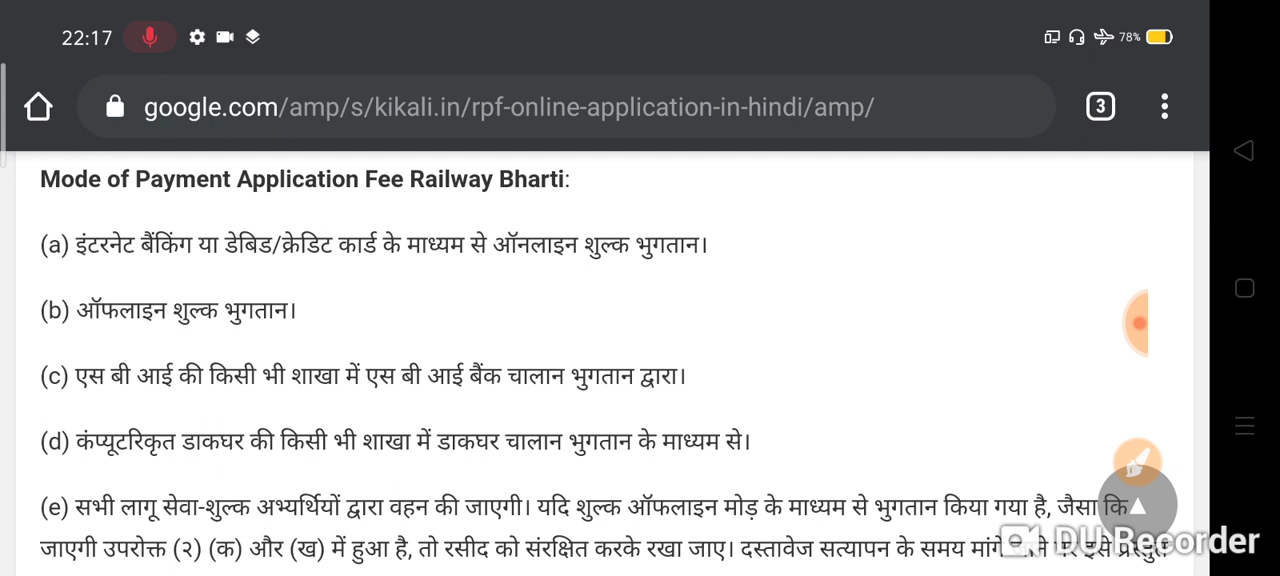 22:17 78%
google.com/amp/s/kikali.in/rpf-online-application-in-hindi/amp/ 3
Mode of Payment Application Fee Railway Bharti:
(a) इंटरनेट बैंकिंग या डेबिड/क्रेडिट कार्ड के माध्यम से ऑनलाइन शुल्क भुगतान।
(b) ऑफलाइन शुल्क भुगतान।
(c) एस बी आई की किसी भी शाखा में एस बी आई बैंक चालान भुगतान द्वारा।
(d) कंप्यूटरिकृत डाकघर की किसी भी शाखा में डाकघर चालान भुगतान के माध्यम से।
(e) सभी लागू सेवा-शुल्क अभ्यर्थियों द्वारा वहन की जाएगी। यदि शुल्क ऑफलाइन मोड़ के माध्यम से भुगतान किया गया है, जैसा कि
जाएगी उपरोक्त (२) (क) और (ख) में हुआ है, तो रसीद को संरक्षित करके रखा जाए। दस्तावेज सत्यापन के समय
DU Recorder